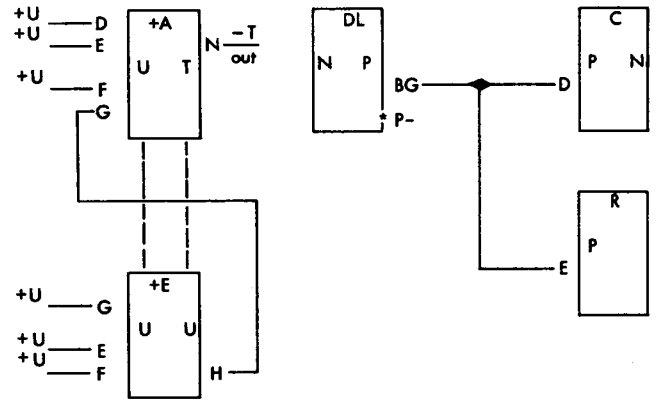 +U D +A N -T
+U E out
U T
+U F
G
DL
N P
BG
* P-
C
D P N
R
P
E
+E
+U G
U U
+U E
+U F H